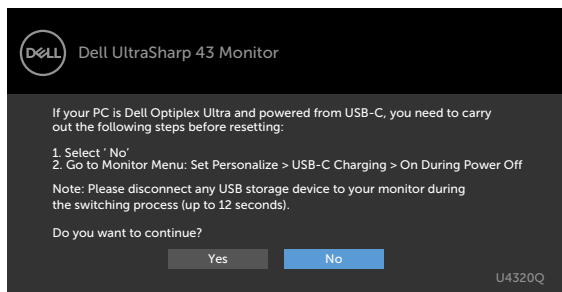 DELL
Dell UltraSharp 43 Monitor
If your PC is Dell Optiplex Ultra and powered from USB-C, you need to carry
out the following steps before resetting:
1. Select ‘ No’
2. Go to Monitor Menu: Set Personalize > USB-C Charging > On During Power Off
Note: Please disconnect any USB storage device to your monitor during
the switching process (up to 12 seconds).
Do you want to continue?
Yes No
U4320Q